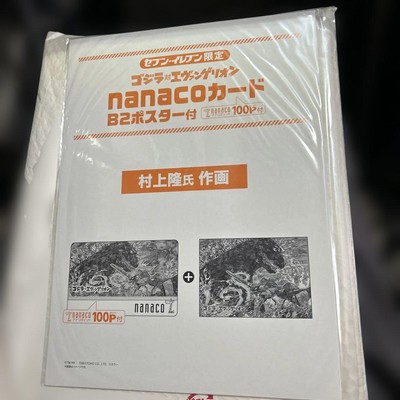 セブン-イレブン限定
ゴジラ対エヴァンゲリオン
nanacoカード
B2ポスター付 nanaco 100P付
村上隆氏 作画
ゴジラ対エヴァンゲリオン
nanaco 100P付
nanaco
+